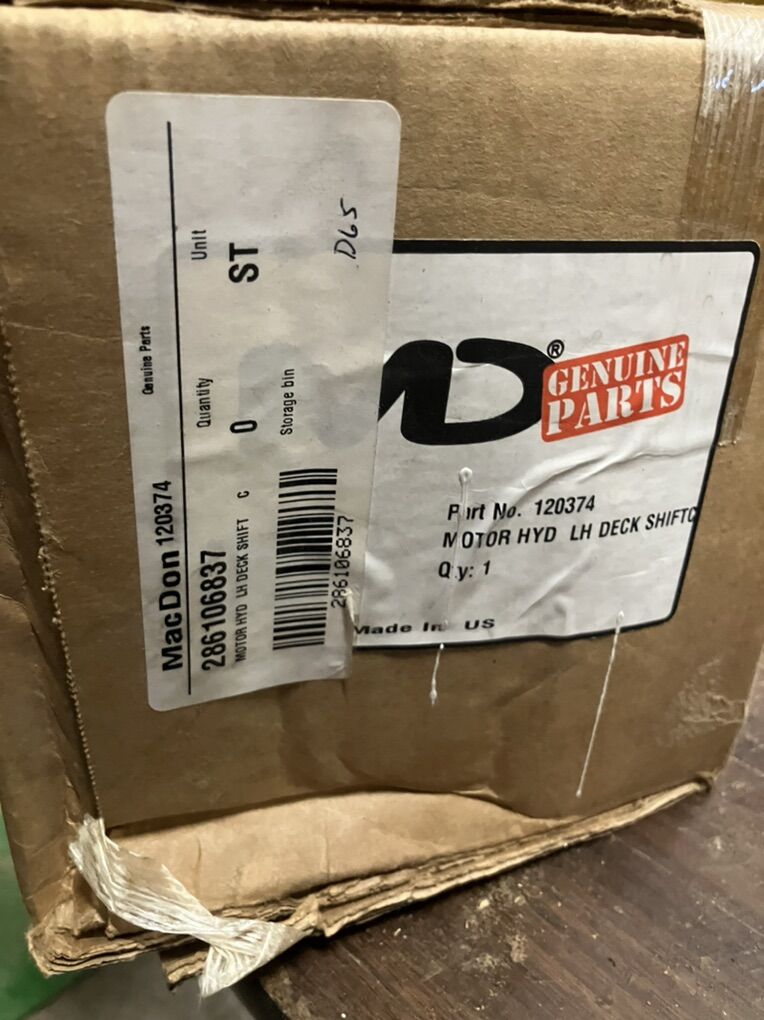 Genuine Parts
MacDon 120374
286106837
MOTOR HYD LH DECK SHIFT C
Quantity
Unit
0
ST
Storage bin
D65
286106837
MD®
GENUINE
PARTS
Part No. 120374
MOTOR HYD LH DECK SHIFTC
Qty: 1
Made In US